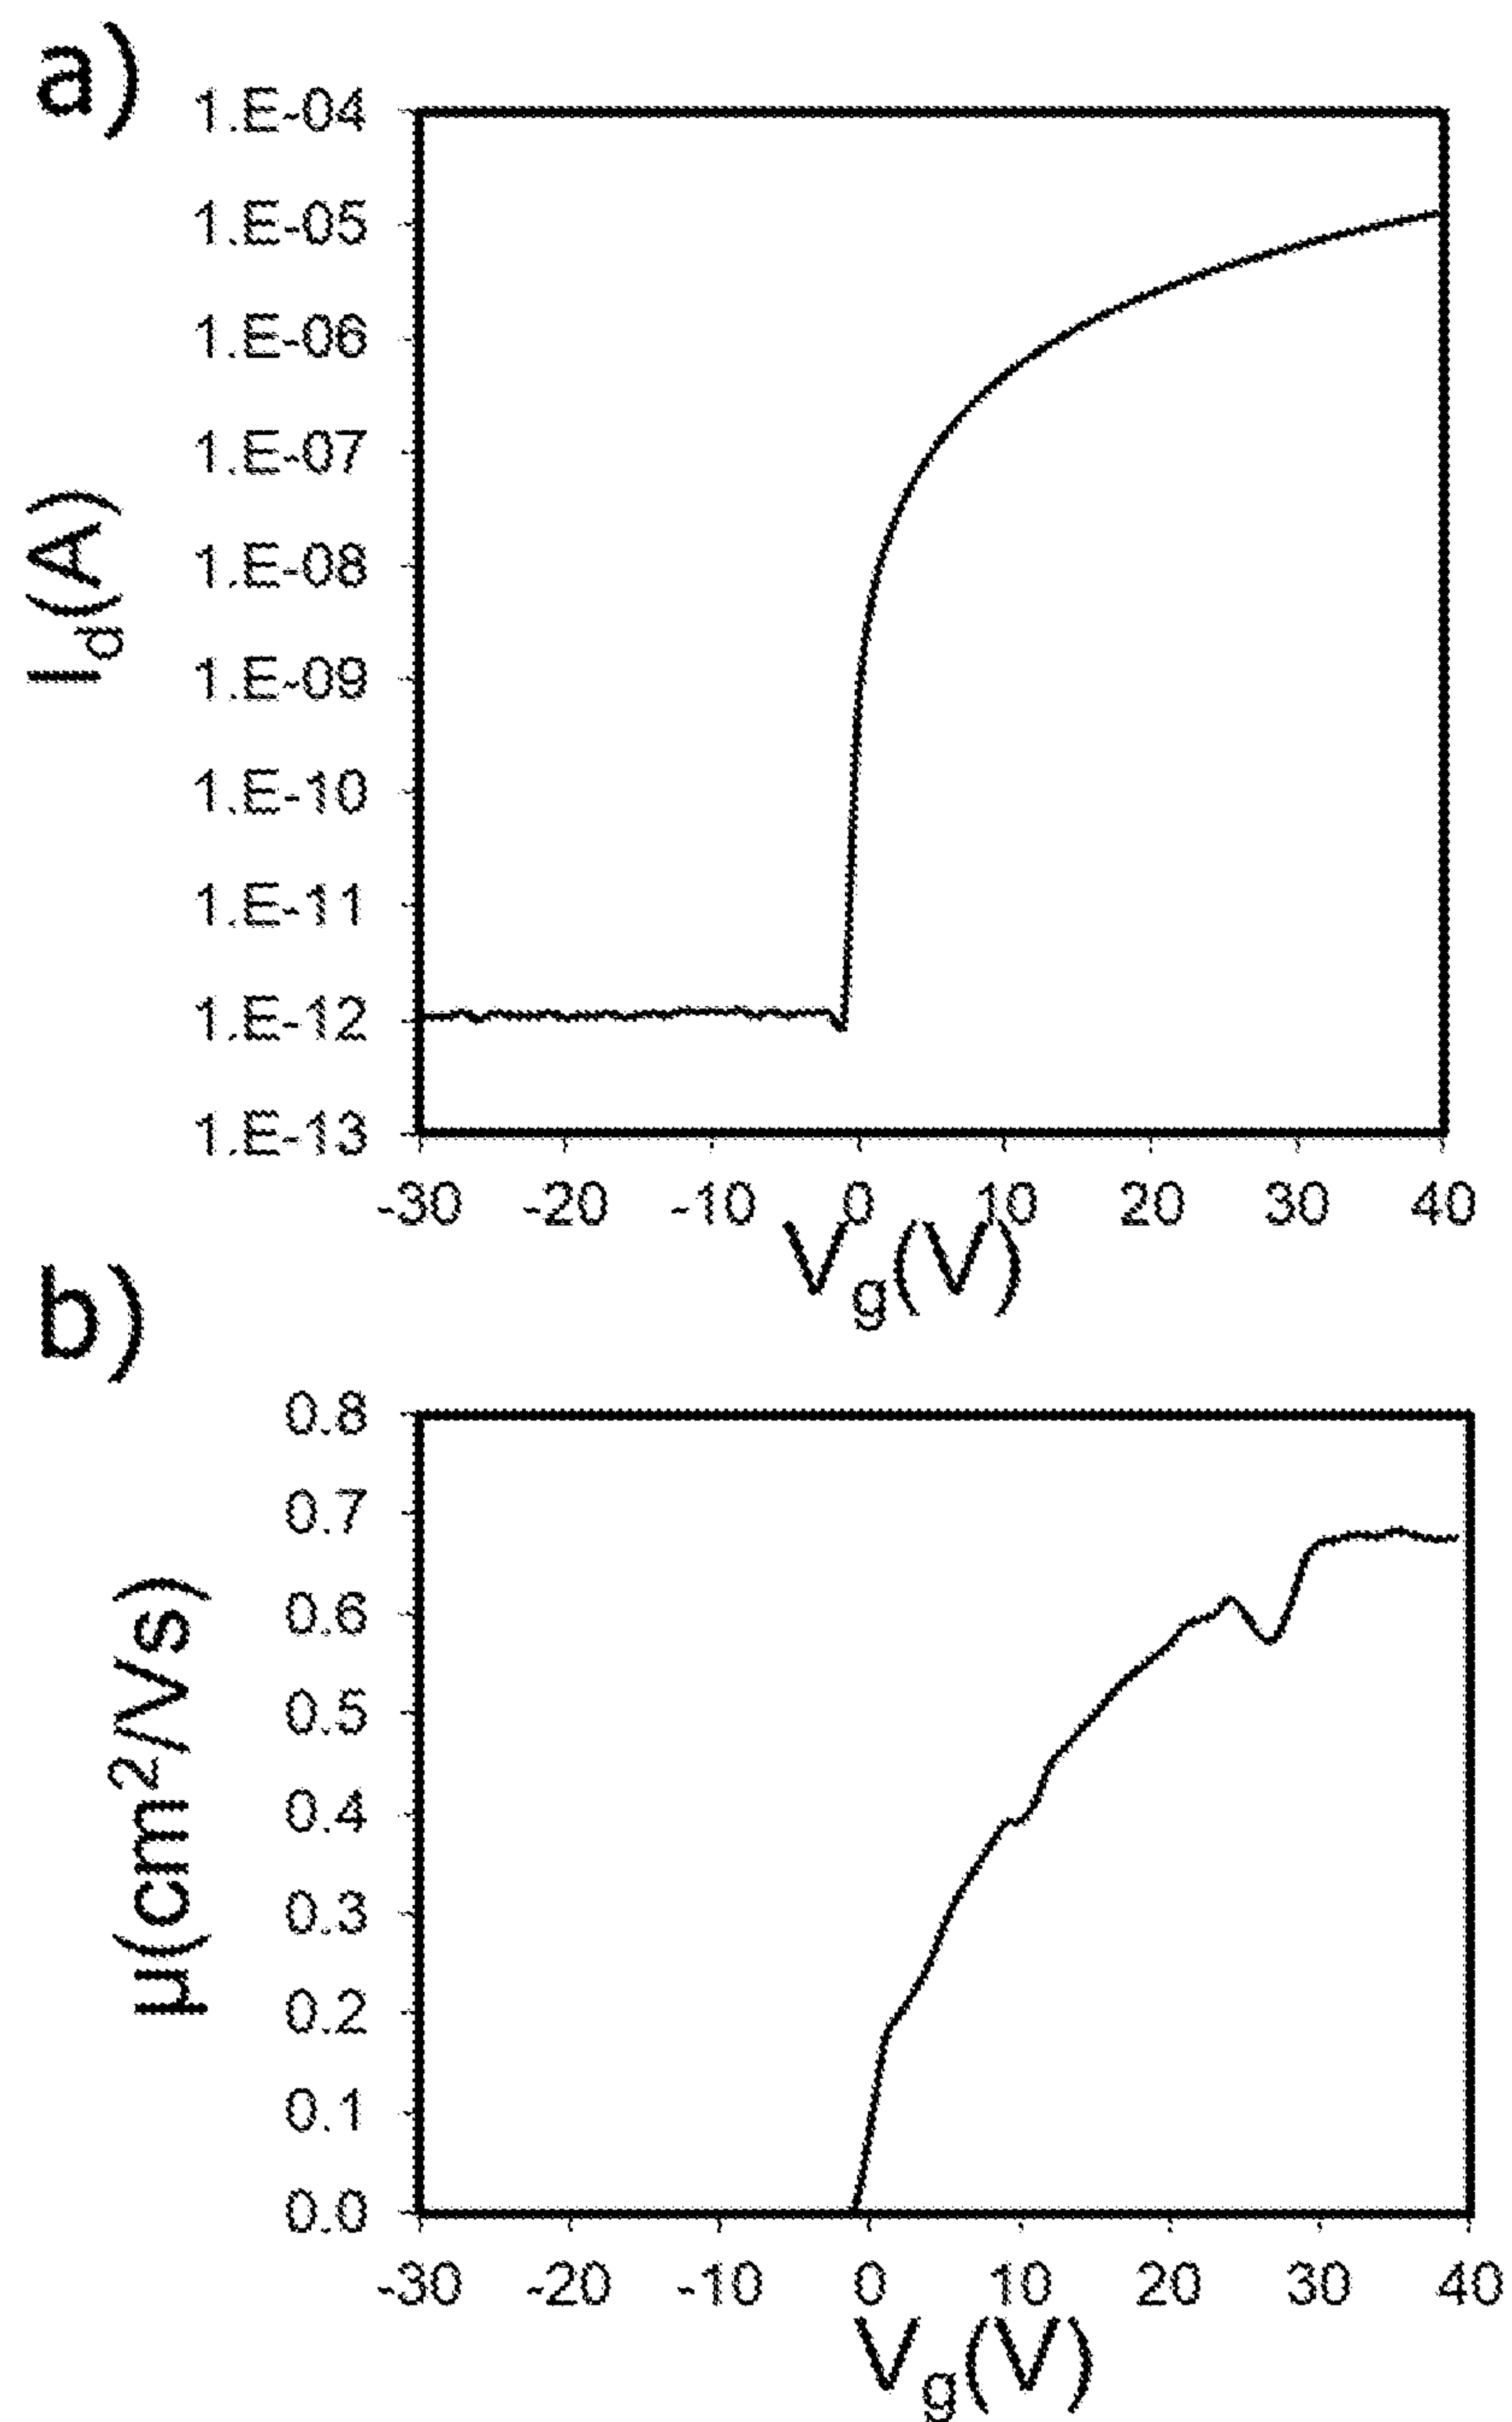 a)
1.E-04
1.E-05
1.E-06
1.E-07
1.E-08
1.E-09
1.E-10
1.E-11
1.E-12
1.E-13
Id(A)
-30 -20 -10 0 10 20 30 40
Vg(V)
b)
0.8
0.7
0.6
0.5
0.4
0.3
0.2
0.1
0.0
μ(cm²/Vs)
-30 -20 -10 0 10 20 30 40
Vg(V)